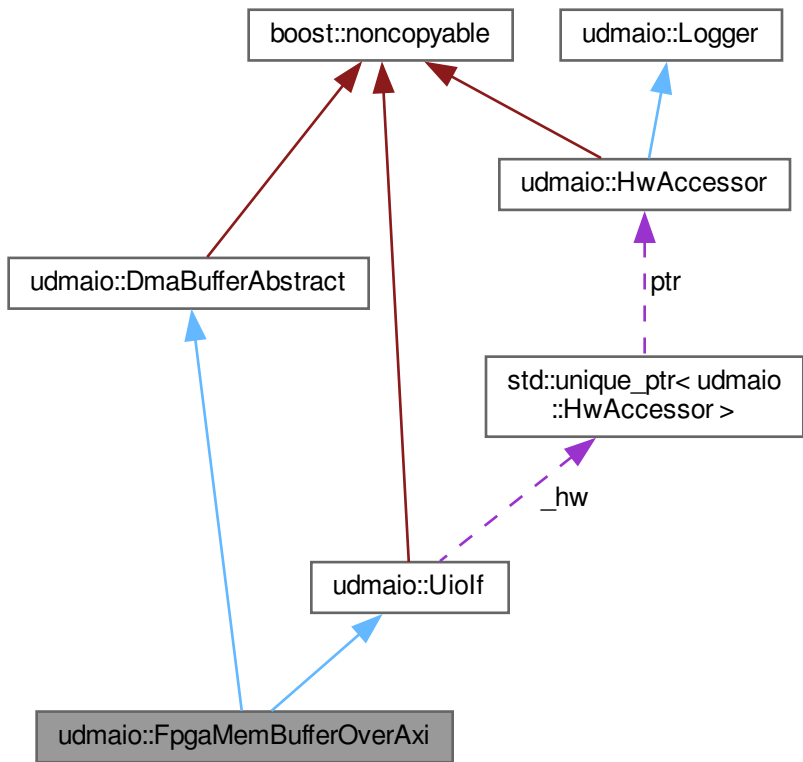 boost::noncopyable
udmaio::Logger
udmaio::HwAccessor
udmaio::DmaBufferAbstract
ptr
std::unique_ptr< udmaio
::HwAccessor >
_hw
udmaio::UioIf
udmaio::FpgaMemBufferOverAxi